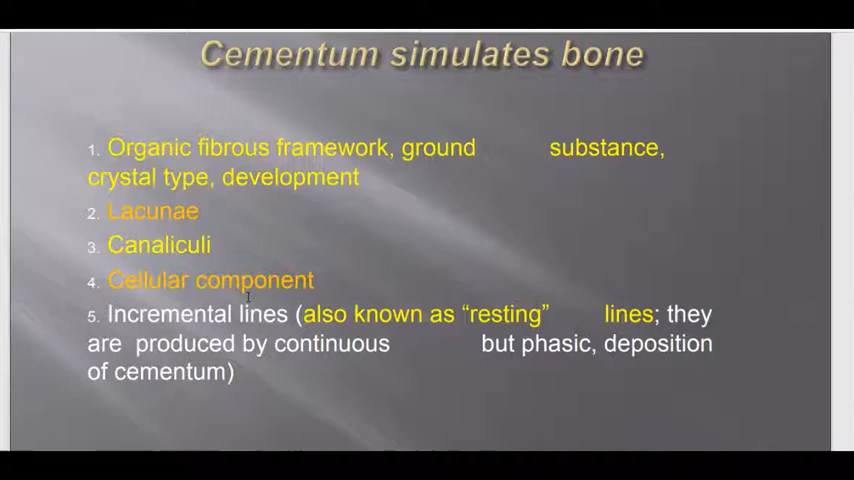 Cementum simulates bone
1. Organic fibrous framework, ground substance,
crystal type, development
2. Lacunae
3. Canaliculi
4. Cellular component
5. Incremental lines (also known as “resting” lines; they
are produced by continuous but phasic, deposition
of cementum)